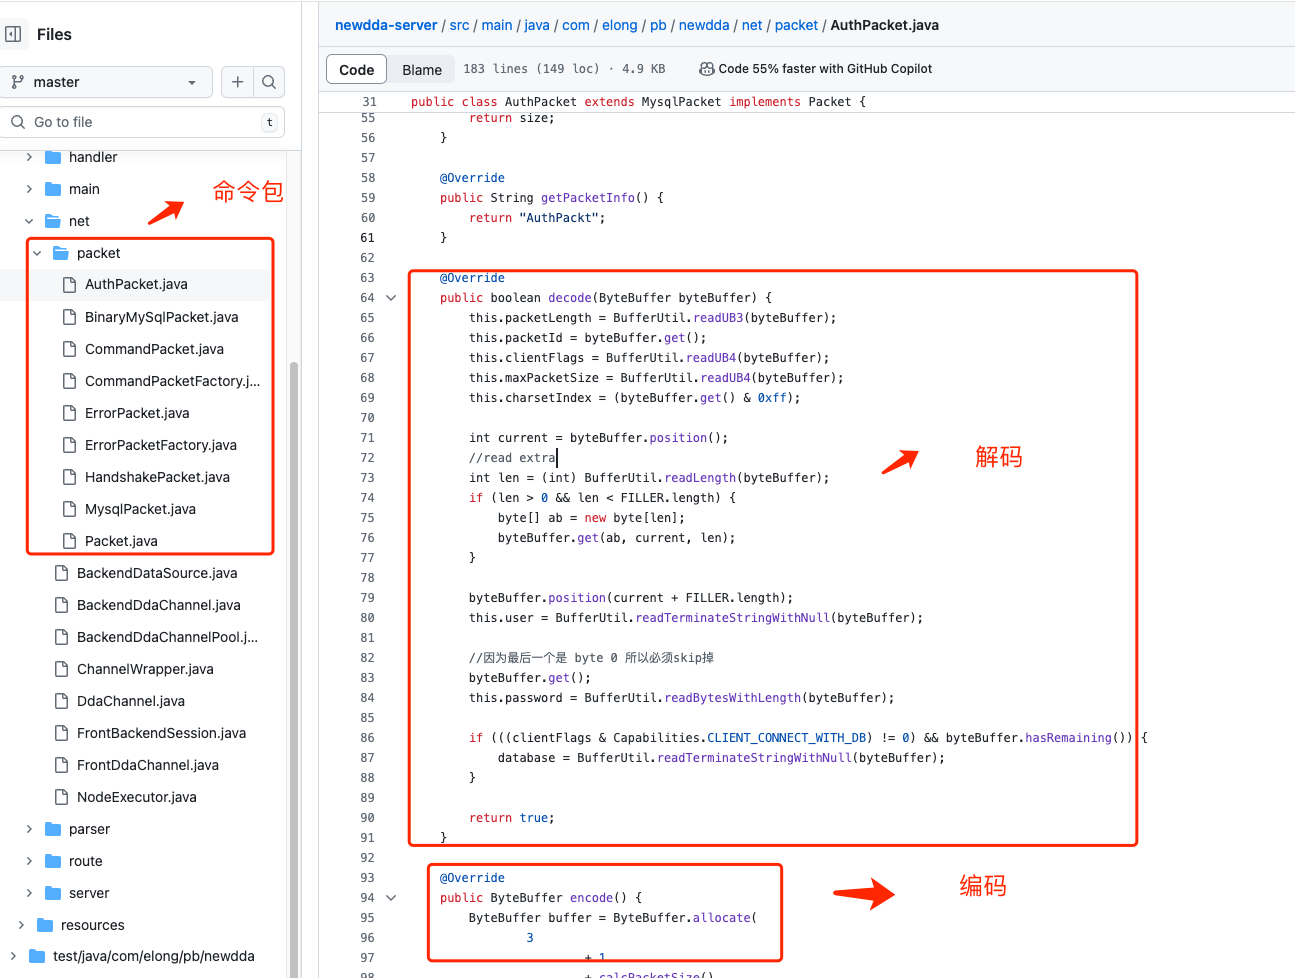 Files
master
Go to file
t
handler
main
命令包
net
packet
AuthPacket.java
BinaryMySqlPacket.java
CommandPacket.java
CommandPacketFactory.j...
ErrorPacket.java
ErrorPacketFactory.java
HandshakePacket.java
MysqlPacket.java
Packet.java
BackendDataSource.java
BackendDdaChannel.java
BackendDdaChannelPool.j...
ChannelWrapper.java
DdaChannel.java
FrontBackendSession.java
FrontDdaChannel.java
NodeExecutor.java
parser
route
server
resources
test/java/com/elong/pb/newdda
newdda-server / src / main / java / com / elong / pb / newdda / net / packet / AuthPacket.java
Code Blame 183 lines (149 loc) · 4.9 KB Code 55% faster with GitHub Copilot
31 public class AuthPacket extends MysqlPacket implements Packet {
55 return size;
56 }
57
58 @Override
59 public String getPacketInfo() {
60 return "AuthPackt";
61 }
62
63 @Override
64 public boolean decode(ByteBuffer byteBuffer) {
65 this.packetLength = BufferUtil.readUB3(byteBuffer);
66 this.packetId = byteBuffer.get();
67 this.clientFlags = BufferUtil.readUB4(byteBuffer);
68 this.maxPacketSize = BufferUtil.readUB4(byteBuffer);
69 this.charsetIndex = (byteBuffer.get() & 0xff);
70
71 int current = byteBuffer.position();
72 //read extra
解码
73 int len = (int) BufferUtil.readLength(byteBuffer);
74 if (len > 0 && len < FILLER.length) {
75 byte[] ab = new byte[len];
76 byteBuffer.get(ab, current, len);
77 }
78
79 byteBuffer.position(current + FILLER.length);
80 this.user = BufferUtil.readTerminateStringWithNull(byteBuffer);
81
82 //因为最后一个是 byte 0 所以必须skip掉
83 byteBuffer.get();
84 this.password = BufferUtil.readBytesWithLength(byteBuffer);
85
86 if (((clientFlags & Capabilities.CLIENT_CONNECT_WITH_DB) != 0) && byteBuffer.hasRemaining()) {
87 database = BufferUtil.readTerminateStringWithNull(byteBuffer);
88 }
89
90 return true;
91 }
92
93 @Override
编码
94 public ByteBuffer encode() {
95 ByteBuffer buffer = ByteBuffer.allocate(
96 3
97 + 1
98 + calcPacketSize()